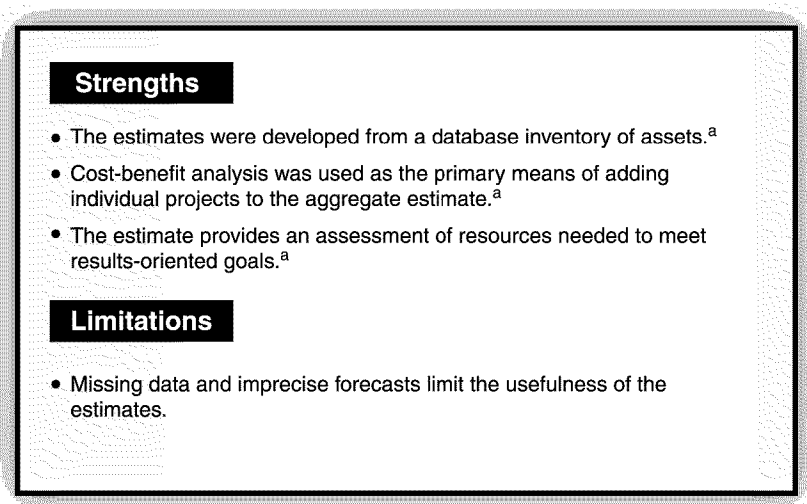 Strengths
• The estimates were developed from a database inventory of assets.a
• Cost-benefit analysis was used as the primary means of adding
individual projects to the aggregate estimate.a
• The estimate provides an assessment of resources needed to meet
results-oriented goals.a
Limitations
• Missing data and imprecise forecasts limit the usefulness of the
estimates.